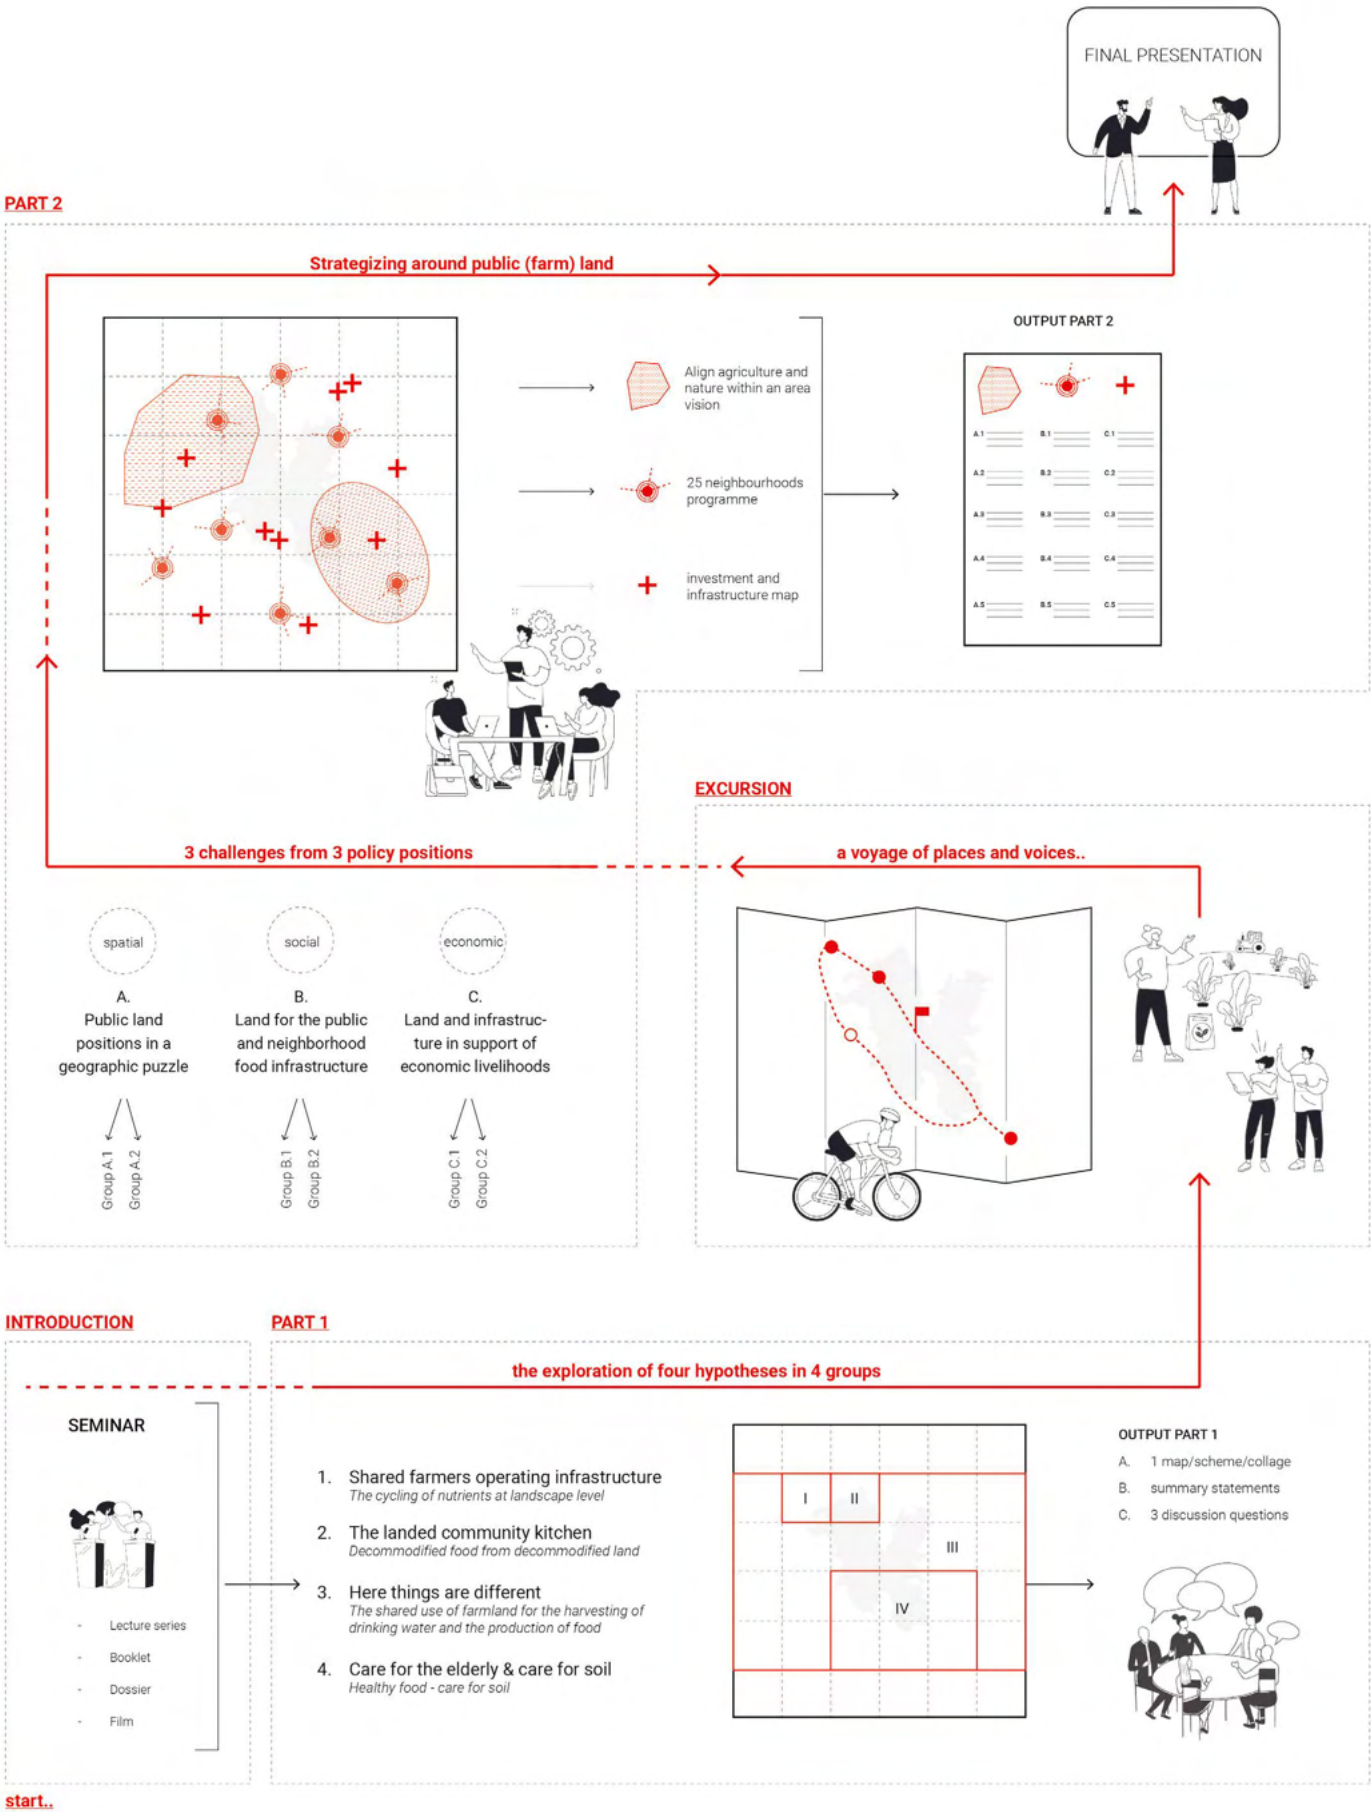 FINAL PRESENTATION
PART 2
Strategizing around public (farm) land
Align agriculture and
nature within an area
vision
25 neighbourhoods
programme
investment and
infrastructure map
OUTPUT PART 2
A.1 B.1 C.1
A.2 B.2 C.2
A.3 B.3 C.3
A.4 B.4 C.4
A.5 B.5 C.5
3 challenges from 3 policy positions
spatial
A.
Public land
positions in a
geographic puzzle
Group A.1
Group A.2
social
B.
Land for the public
and neighborhood
food infrastructure
Group B.1
Group B.2
economic
C.
Land and infrastruc-
ture in support of
economic livelihoods
Group C.1
Group C.2
EXCURSION
a voyage of places and voices..
INTRODUCTION
SEMINAR
- Lecture series
- Booklet
- Dossier
- Film
start..
PART 1
the exploration of four hypotheses in 4 groups
1. Shared farmers operating infrastructure
The cycling of nutrients at landscape level
2. The landed community kitchen
Decommodified food from decommodified land
3. Here things are different
The shared use of farmland for the harvesting of
drinking water and the production of food
4. Care for the elderly & care for soil
Healthy food - care for soil
I
II
III
IV
OUTPUT PART 1
A. 1 map/scheme/collage
B. summary statements
C. 3 discussion questions